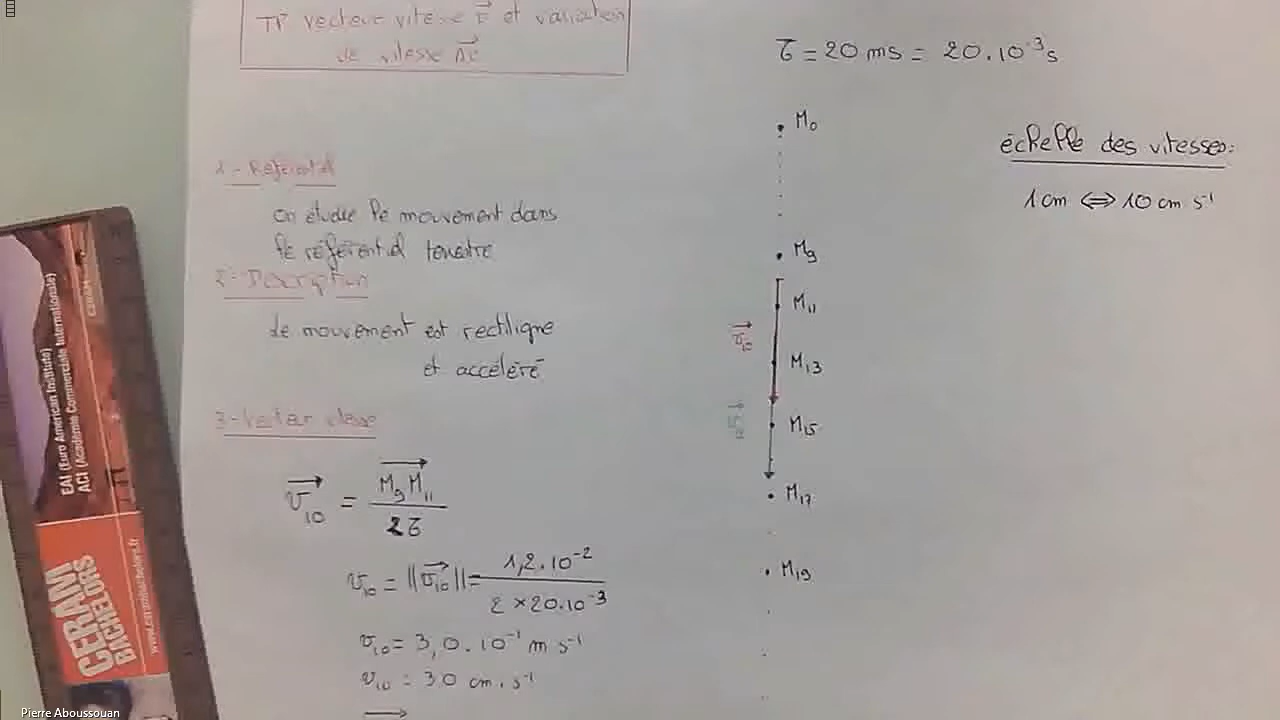 TP vecteur vitesse v⃗ et variation
de vitesse Δv⃗
1 - Référentiel
on étudie le mouvement dans
le référentiel terrestre
2 - Description
Le mouvement est rectiligne
et accéléré
3 - Vecteur vitesse
v⃗10 = M9M11 / 2τ
v10 = ||v⃗10|| = 1,2.10⁻² / 2 × 20.10⁻³
v10 = 3,0.10⁻¹ m s⁻¹
v10 = 30 cm.s⁻¹
τ = 20 ms = 20.10⁻³ s
M0
M9
M11
v⃗10
M13
M15
M17
M19
échelle des vitesses:
1 cm ⇔ 10 cm s⁻¹
EAI (Euro American Institute)
ACI (Académie Commerciale Internationale)
CERAM
BACHELORS
Pierre Aboussouan